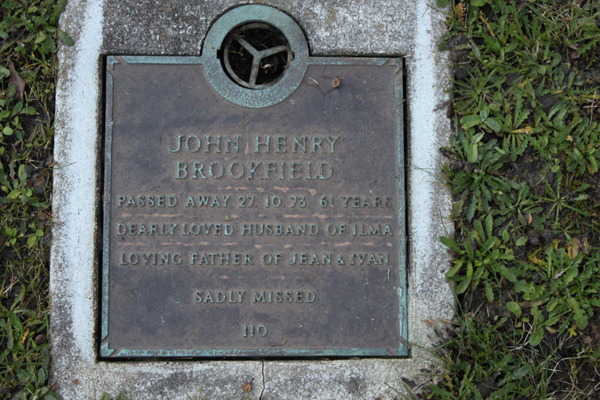 JOHN HENRY
BROOKFIELD
PASSED AWAY 27. 10. 73. 61 YEARS
DEARLY LOVED HUSBAND OF ILMA
LOVING FATHER OF JEAN & IVAN
SADLY MISSED
110